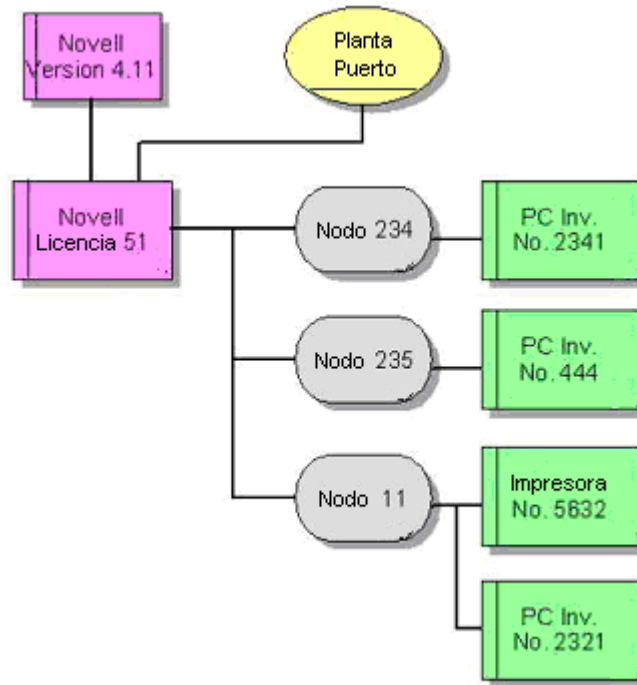 Novell
Version 4.11
Planta
Puerto
Novell
Licencia 51
Nodo 234
PC Inv.
No. 2341
Nodo 235
PC Inv.
No. 444
Nodo 11
Impresora
No. 5632
PC Inv.
No. 2321